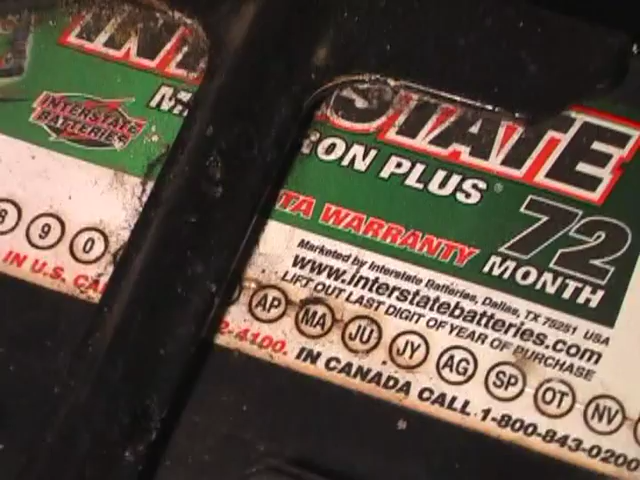 STATE
INTERSTATE
BATTERIES
ON PLUS®
TA WARRANTY
72
MONTH
Marketed by Interstate Batteries, Dallas, TX 75251 USA
www.interstatebatteries.com
LIFT OUT LAST DIGIT OF YEAR OF PURCHASE
8 9 0 AP MA JU JY AG SP OT NV
IN U.S. CA 2-4100. IN CANADA CALL 1-800-843-0200